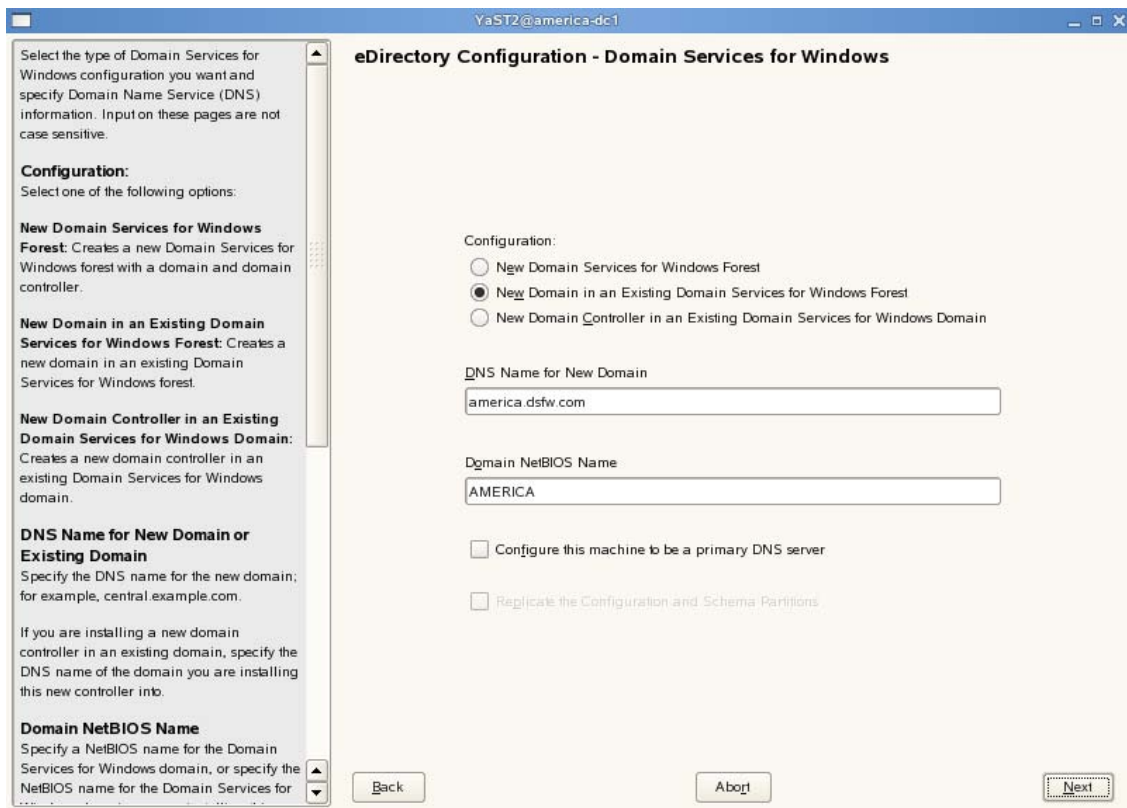 YaST2@america-dc1
Select the type of Domain Services for
Windows configuration you want and
specify Domain Name Service (DNS)
information. Input on these pages are not
case sensitive.
Configuration:
Select one of the following options:
New Domain Services for Windows
Forest: Creates a new Domain Services for
Windows forest with a domain and domain
controller.
New Domain in an Existing Domain
Services for Windows Forest: Creates a
new domain in an existing Domain
Services for Windows forest.
New Domain Controller in an Existing
Domain Services for Windows Domain:
Creates a new domain controller in an
existing Domain Services for Windows
domain.
DNS Name for New Domain or
Existing Domain
Specify the DNS name for the new domain;
for example, central.example.com.
If you are installing a new domain
controller in an existing domain, specify the
DNS name of the domain you are installing
this new controller into.
Domain NetBIOS Name
Specify a NetBIOS name for the Domain
Services for Windows domain, or specify the
NetBIOS name for the Domain Services for
eDirectory Configuration - Domain Services for Windows
Configuration:
New Domain Services for Windows Forest
New Domain in an Existing Domain Services for Windows Forest
New Domain Controller in an Existing Domain Services for Windows Domain
DNS Name for New Domain
america.dsfw.com
Domain NetBIOS Name
AMERICA
Configure this machine to be a primary DNS server
Replicate the Configuration and Schema Partitions
Back
Abort
Next